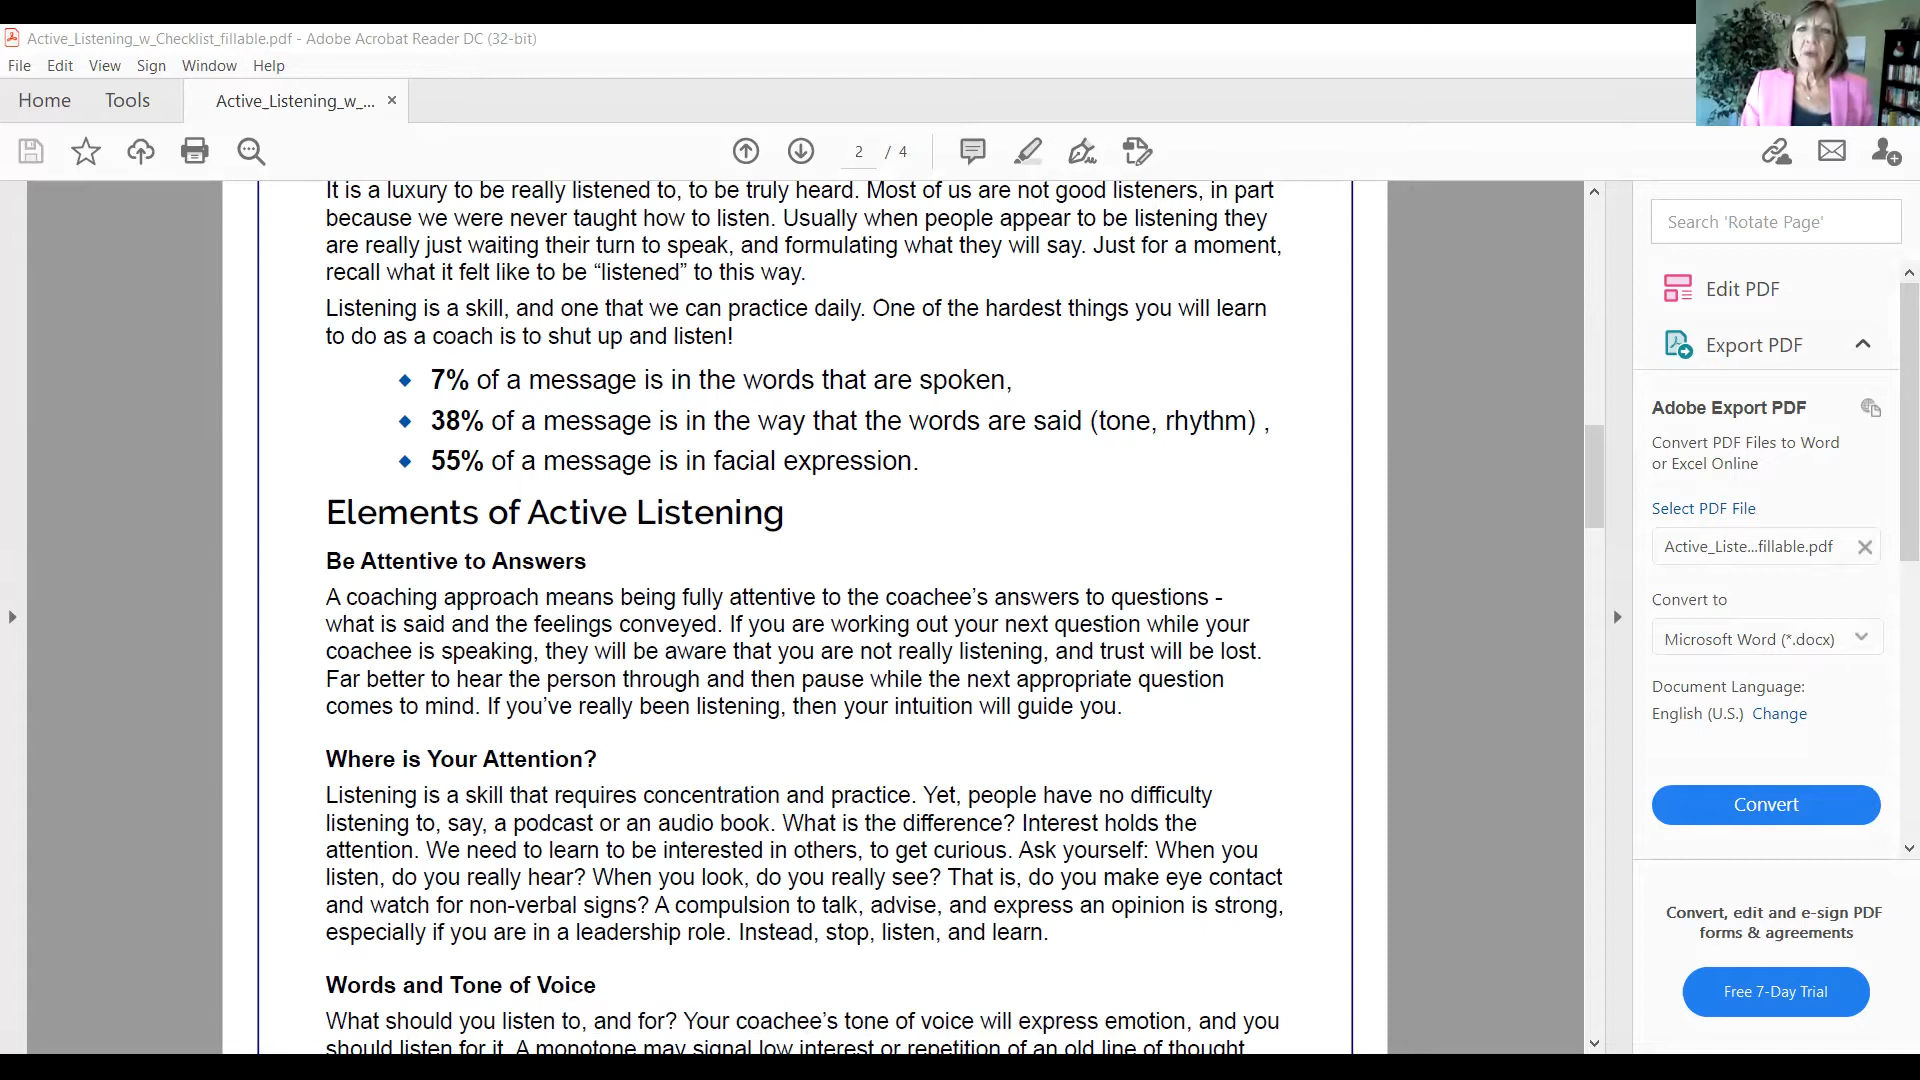 Active_Listening_w_Checklist_fillable.pdf - Adobe Acrobat Reader DC (32-bit)
File Edit View Sign Window Help
Home Tools Active_Listening_w_... ×
2 / 4
It is a luxury to be really listened to, to be truly heard. Most of us are not good listeners, in part
because we were never taught how to listen. Usually when people appear to be listening they
are really just waiting their turn to speak, and formulating what they will say. Just for a moment,
recall what it felt like to be “listened” to this way.
Listening is a skill, and one that we can practice daily. One of the hardest things you will learn
to do as a coach is to shut up and listen!
◆ 7% of a message is in the words that are spoken,
◆ 38% of a message is in the way that the words are said (tone, rhythm) ,
◆ 55% of a message is in facial expression.
Elements of Active Listening
Be Attentive to Answers
A coaching approach means being fully attentive to the coachee’s answers to questions -
what is said and the feelings conveyed. If you are working out your next question while your
coachee is speaking, they will be aware that you are not really listening, and trust will be lost.
Far better to hear the person through and then pause while the next appropriate question
comes to mind. If you’ve really been listening, then your intuition will guide you.
Where is Your Attention?
Listening is a skill that requires concentration and practice. Yet, people have no difficulty
listening to, say, a podcast or an audio book. What is the difference? Interest holds the
attention. We need to learn to be interested in others, to get curious. Ask yourself: When you
listen, do you really hear? When you look, do you really see? That is, do you make eye contact
and watch for non-verbal signs? A compulsion to talk, advise, and express an opinion is strong,
especially if you are in a leadership role. Instead, stop, listen, and learn.
Words and Tone of Voice
What should you listen to, and for? Your coachee’s tone of voice will express emotion, and you
should listen for it. A monotone may signal low interest or repetition of an old line of thought.
Search 'Rotate Page'
Edit PDF
Export PDF
Adobe Export PDF
Convert PDF Files to Word
or Excel Online
Select PDF File
Active_Liste...fillable.pdf
Convert to
Microsoft Word (*.docx)
Document Language:
English (U.S.) Change
Convert
Convert, edit and e-sign PDF
forms & agreements
Free 7-Day Trial